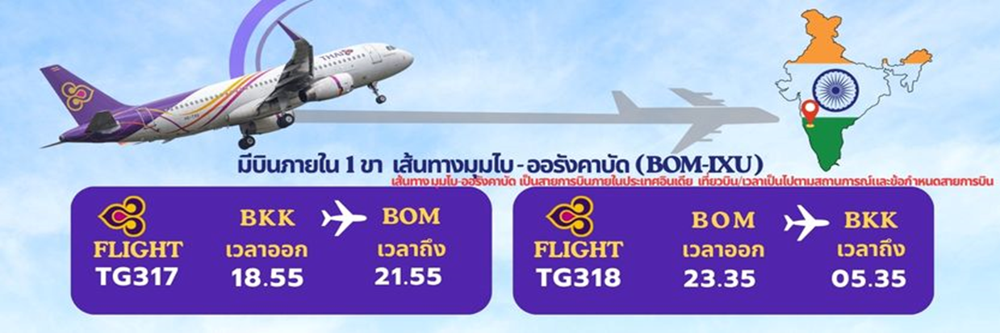 THAI
มีบินภายใน 1 ขา เส้นทางมุมไบ - ออรังคาบัด (BOM-IXU)
เส้นทาง มุมไบ-ออรังคาบัด เป็นสายการบินภายในประเทศอินเดีย เที่ยวบิน/เวลาเป็นไปตามสถานการณ์และข้อกำหนดสายการบิน
FLIGHT
TG317
BKK
เวลาออก
18.55
BOM
เวลาถึง
21.55
FLIGHT
TG318
BOM
เวลาออก
23.35
BKK
เวลาถึง
05.35